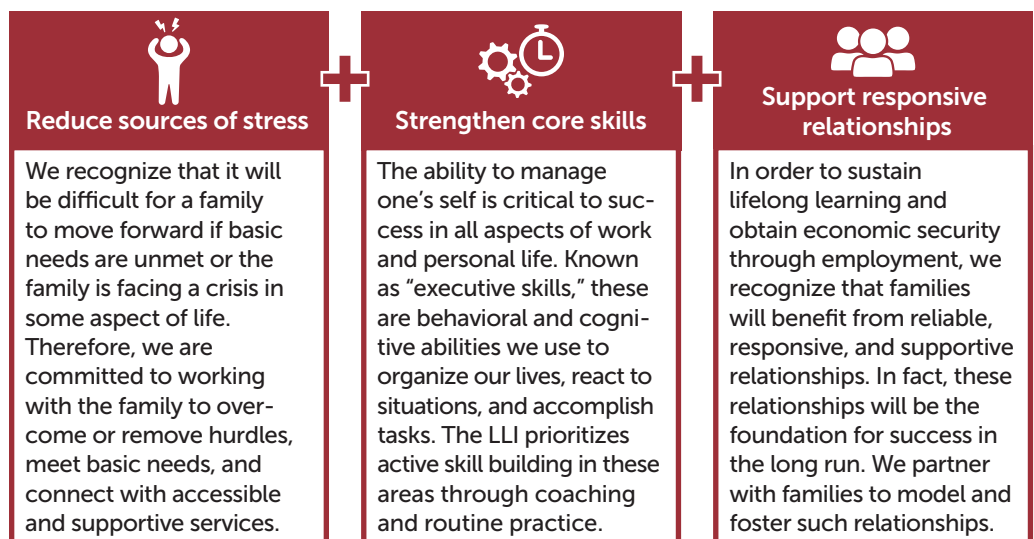 Reduce sources of stress
We recognize that it will
be difficult for a family
to move forward if basic
needs are unmet or the
family is facing a crisis in
some aspect of life.
Therefore, we are
committed to working
with the family to over-
come or remove hurdles,
meet basic needs, and
connect with accessible
and supportive services.
Strengthen core skills
The ability to manage
one’s self is critical to suc-
cess in all aspects of work
and personal life. Known
as “executive skills,” these
are behavioral and cogni-
tive abilities we use to
organize our lives, react to
situations, and accomplish
tasks. The LLI prioritizes
active skill building in these
areas through coaching
and routine practice.
Support responsive
relationships
In order to sustain
lifelong learning and
obtain economic security
through employment, we
recognize that families
will benefit from reliable,
responsive, and supportive
relationships. In fact, these
relationships will be the
foundation for success in
the long run. We partner
with families to model and
foster such relationships.